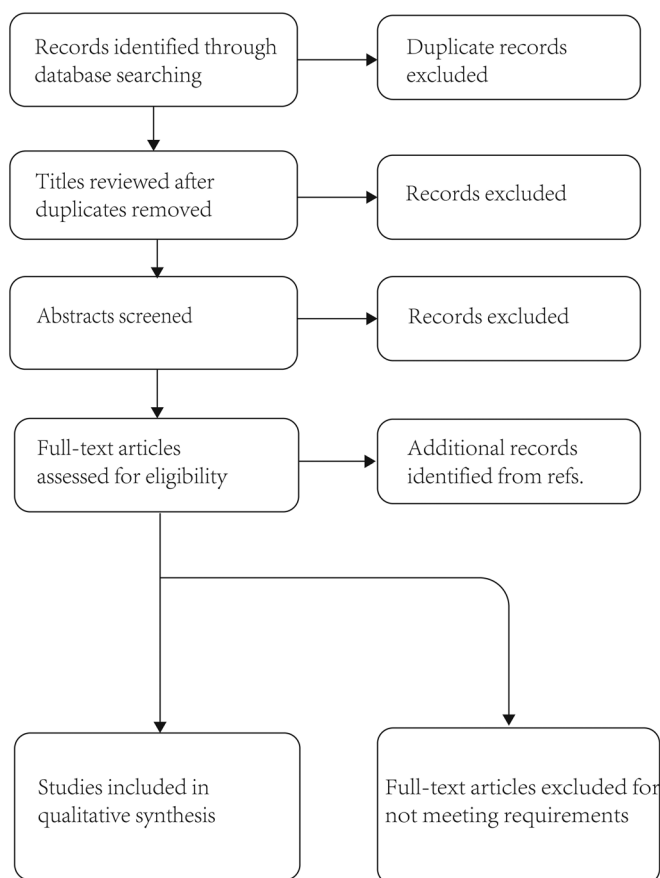 Records identified through
database searching
Duplicate records
excluded
Titles reviewed after
duplicates removed
Records excluded
Abstracts screened
Records excluded
Full-text articles
assessed for eligibility
Additional records
identified from refs.
Studies included in
qualitative synthesis
Full-text articles excluded for
not meeting requirements